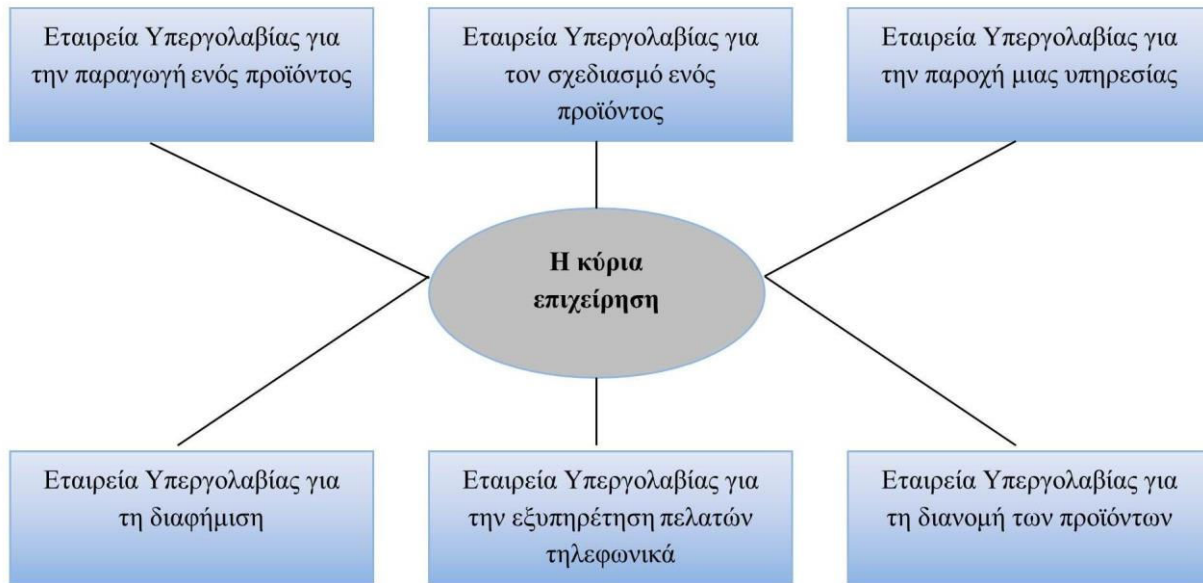 Εταιρεία Υπεργολαβίας για
την παραγωγή ενός προϊόντος
Εταιρεία Υπεργολαβίας για
τον σχεδιασμό ενός
προϊόντος
Εταιρεία Υπεργολαβίας για
την παροχή μιας υπηρεσίας
Η κύρια
επιχείρηση
Εταιρεία Υπεργολαβίας για
τη διαφήμιση
Εταιρεία Υπεργολαβίας για
την εξυπηρέτηση πελατών
τηλεφωνικά
Εταιρεία Υπεργολαβίας για
τη διανομή των προϊόντων